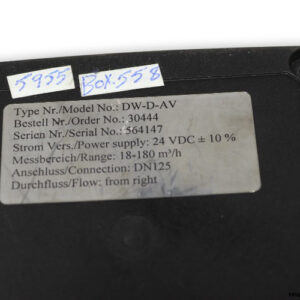 5955 BOX.558
Type Nr./Model No.: DW-D-AV
Bestell Nr./Order No.: 30444
Serien Nr./Serial No.: 564147
Strom Vers./Power supply: 24 VDC ± 10 %
Messbereich/Range: 18-180 m³/h
Anschluss/Connection: DN125
Durchfluss/Flow: from right